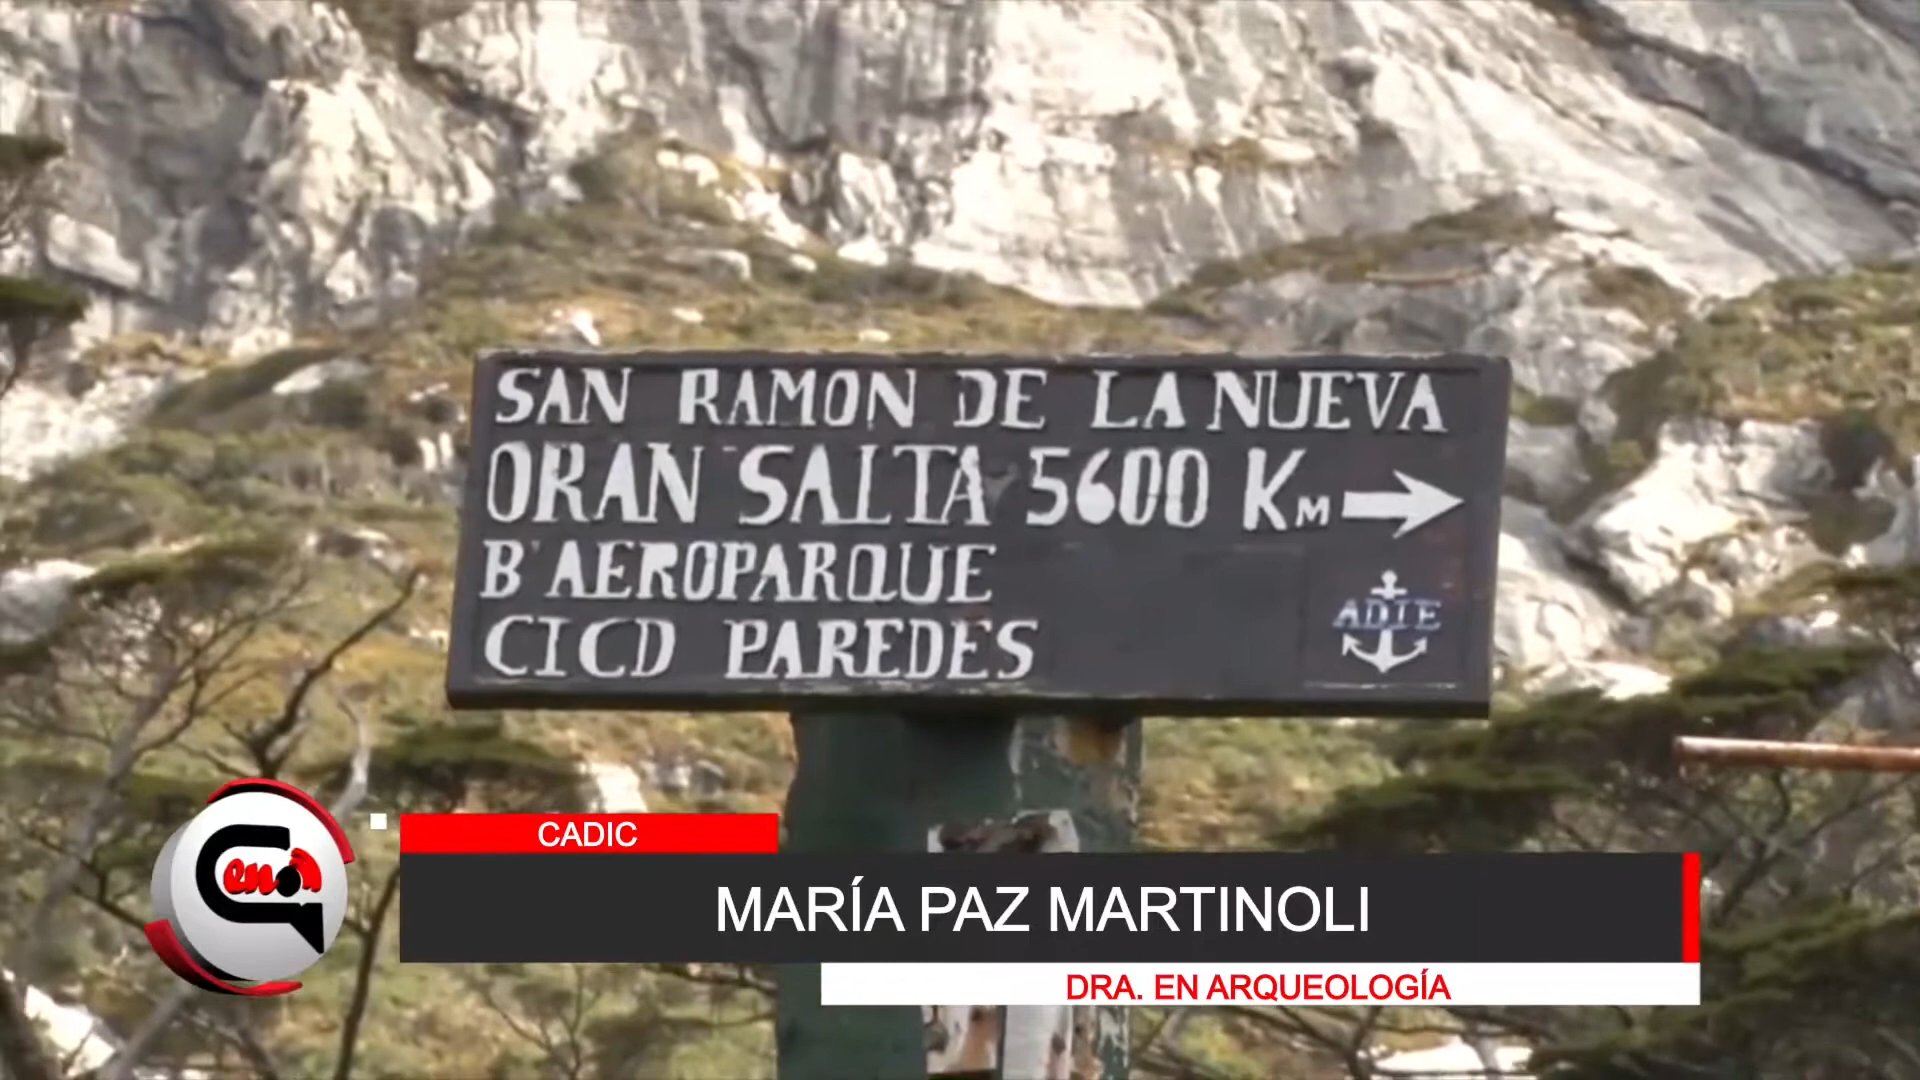 SAN RAMON DE LA NUEVA
ORAN SALTA 5600 KM
B° AEROPARQUE
CICD PAREDES
ADIE
en
CADIC
MARÍA PAZ MARTINOLI
DRA. EN ARQUEOLOGÍA